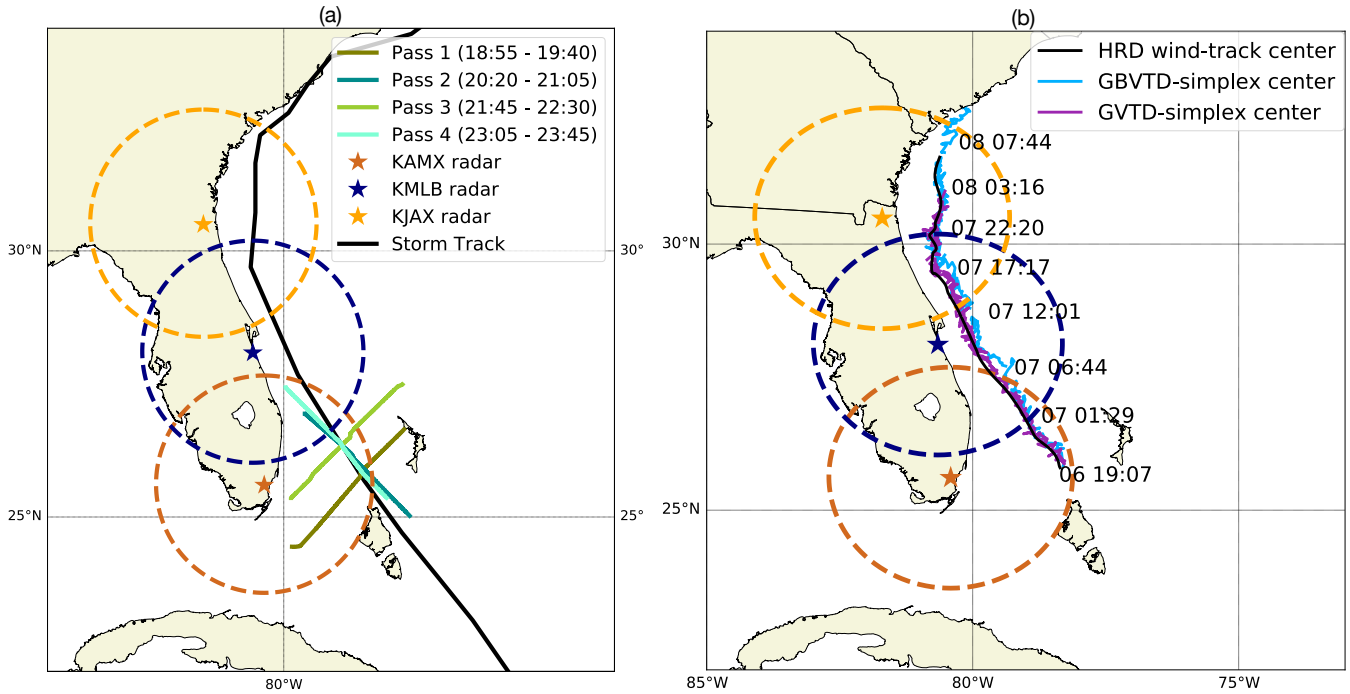 (a)
Pass 1 (18:55 - 19:40)
Pass 2 (20:20 - 21:05)
Pass 3 (21:45 - 22:30)
Pass 4 (23:05 - 23:45)
KAMX radar
KMLB radar
KJAX radar
Storm Track
30°N
30°
25°N
25°
80°W
(b)
HRD wind-track center
GBVTD-simplex center
GVTD-simplex center
08 07:44
08 03:16
07 22:20
07 17:17
07 12:01
07 06:44
07 01:29
06 19:07
30°N
25°N
85°W
80°W
75°W